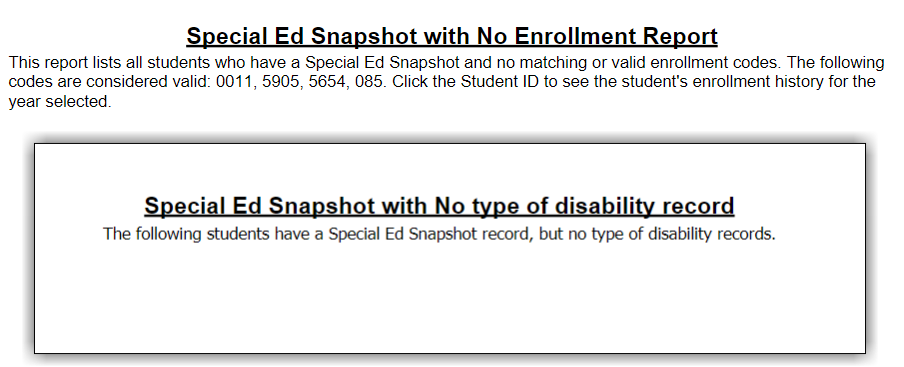 Special Ed Snapshot with No Enrollment Report
This report lists all students who have a Special Ed Snapshot and no matching or valid enrollment codes. The following
codes are considered valid: 0011, 5905, 5654, 085. Click the Student ID to see the student's enrollment history for the
year selected.
Special Ed Snapshot with No type of disability record
The following students have a Special Ed Snapshot record, but no type of disability records.